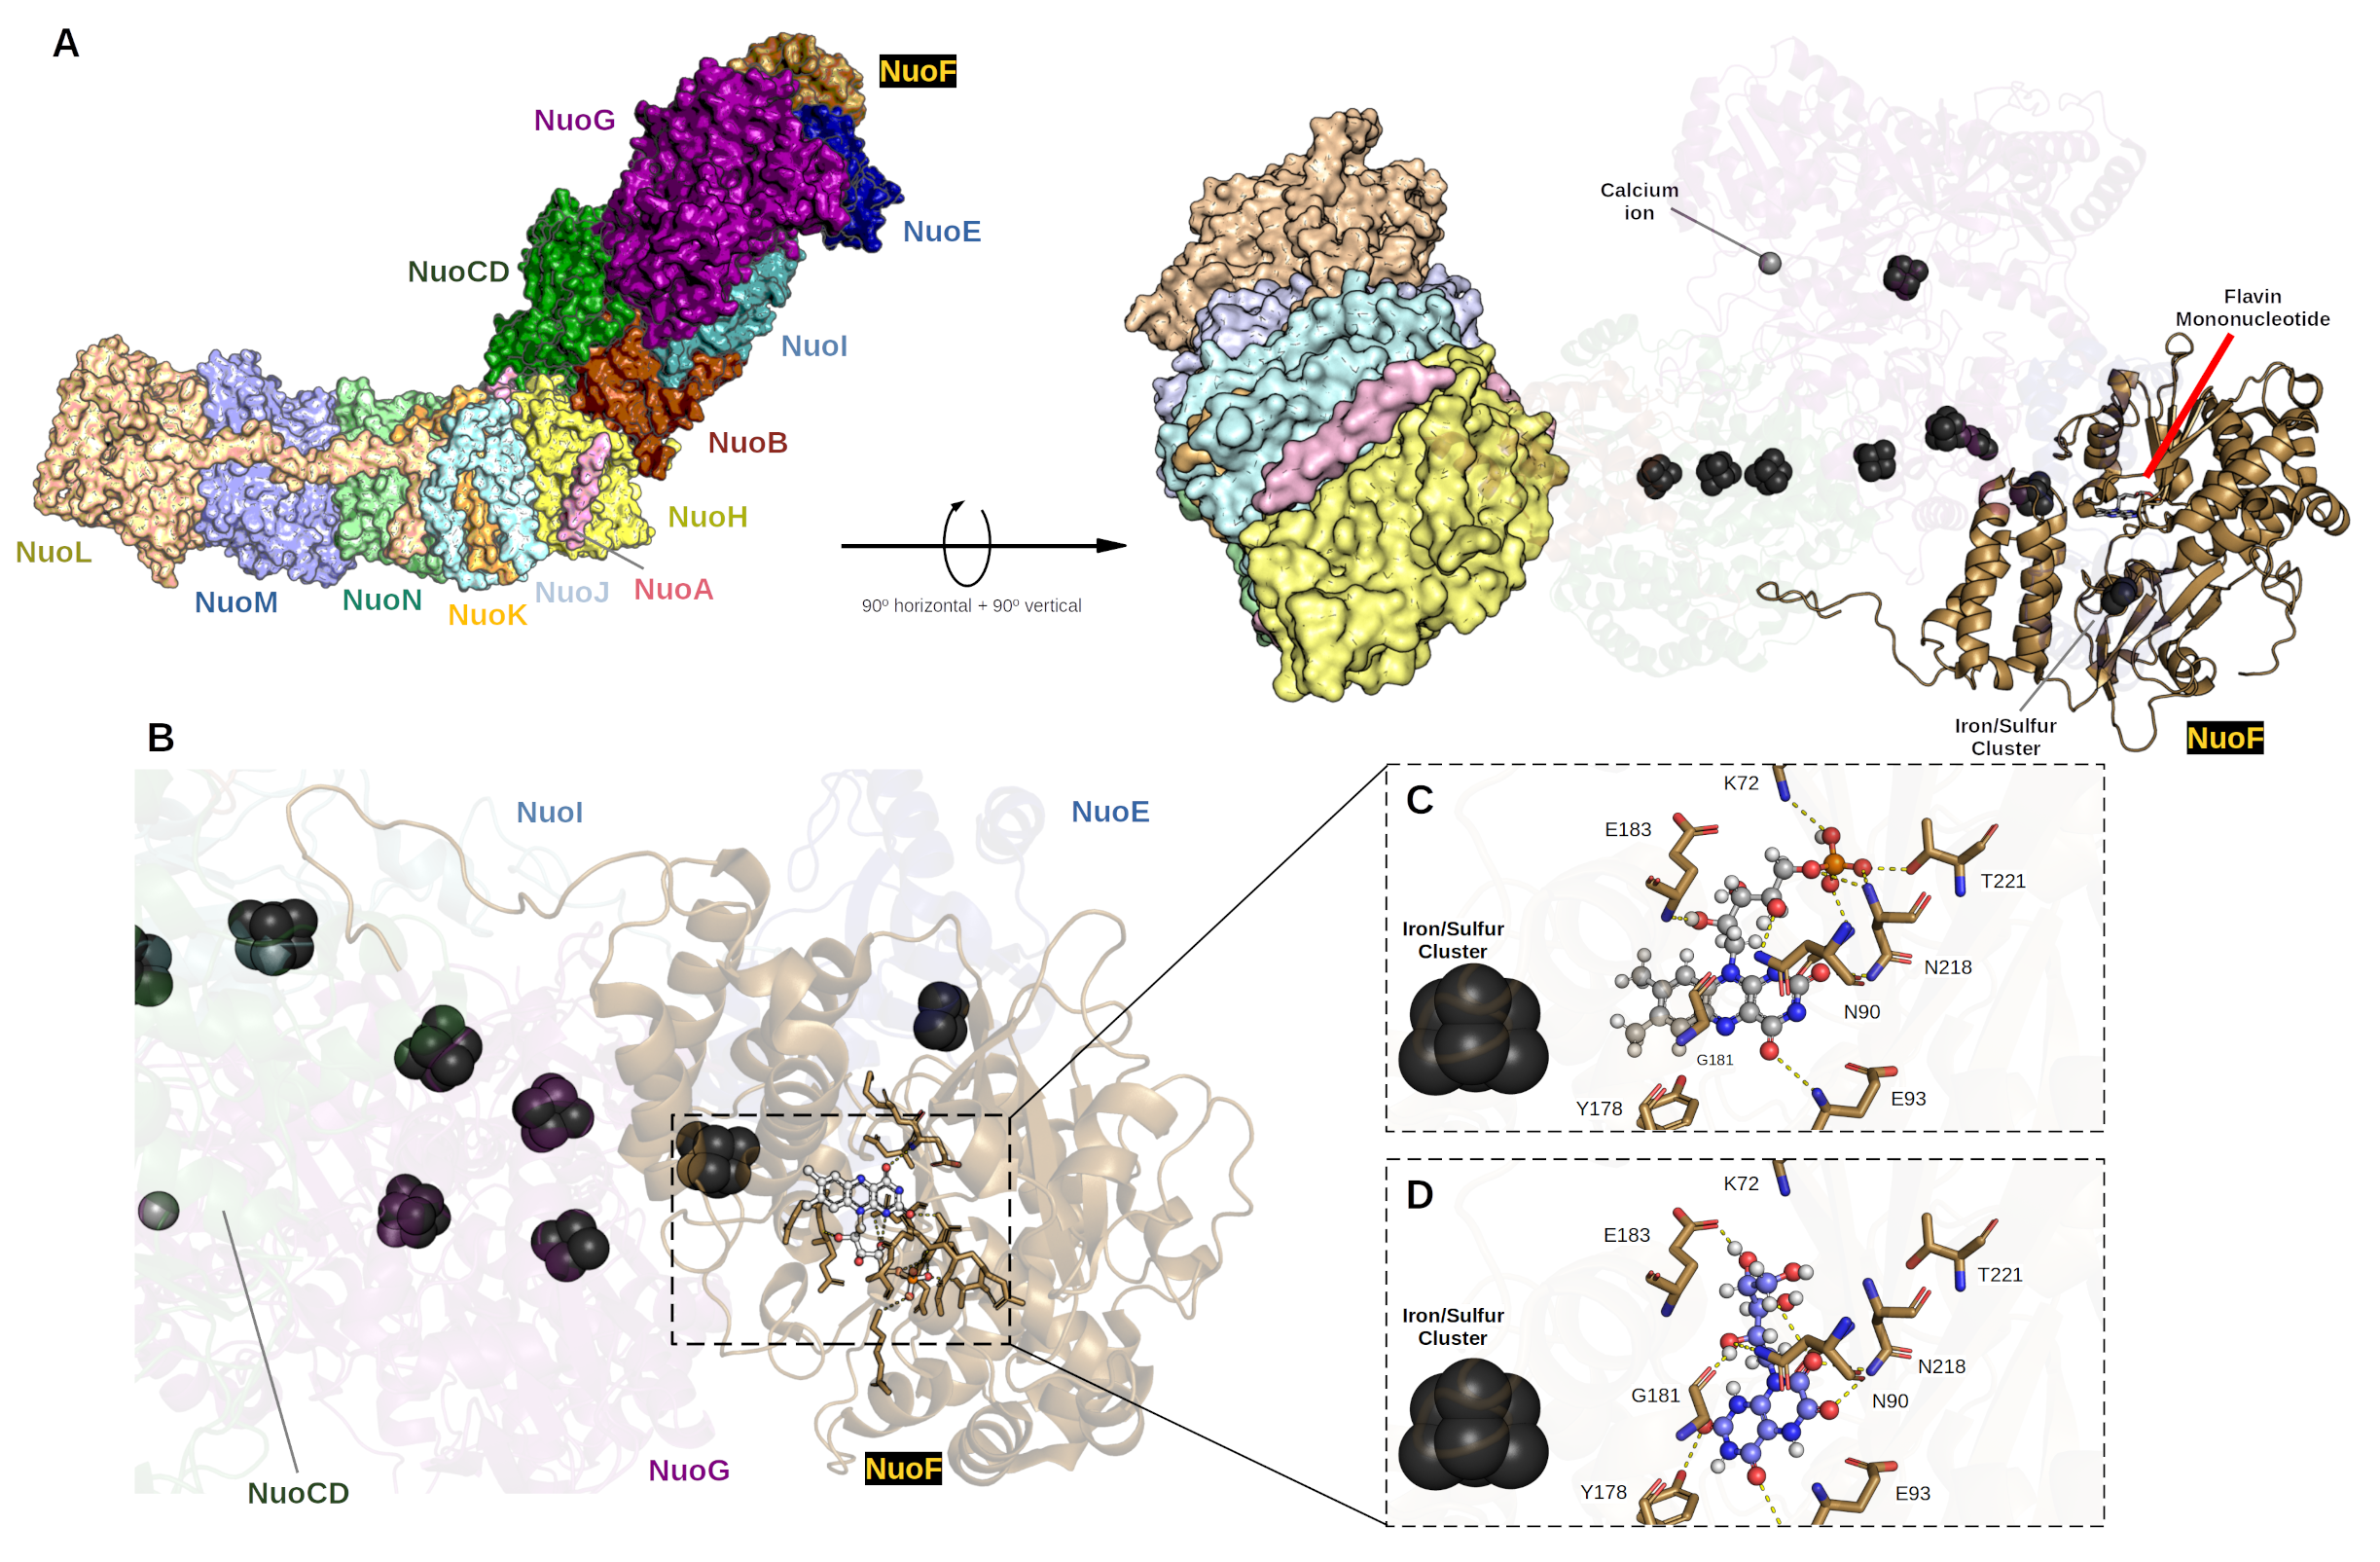 A
NuoF
NuoG
NuoE
NuoCD
NuoI
NuoB
NuoH
NuoL
NuoM
NuoN
NuoK
NuoJ
NuoA
90º horizontal + 90º vertical
Calcium
ion
Flavin
Mononucleotide
Iron/Sulfur
Cluster
NuoF
B
NuoI
NuoE
NuoCD
NuoG
NuoF
C
K72
E183
T221
Iron/Sulfur
Cluster
N218
N90
G181
Y178
E93
D
K72
E183
T221
Iron/Sulfur
Cluster
N218
G181
N90
Y178
E93